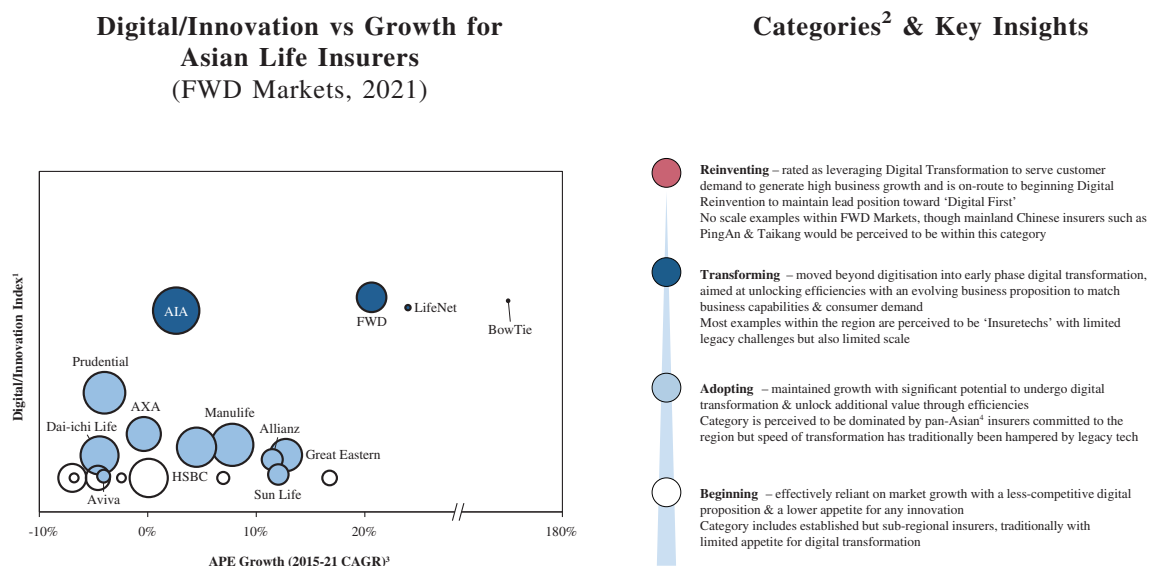 Digital/Innovation vs Growth for
Asian Life Insurers
(FWD Markets, 2021)
Digital/Innovation Index¹
AIA
FWD
LifeNet
BowTie
Prudential
AXA
Dai-ichi Life
Manulife
Allianz
Great Eastern
HSBC
Sun Life
Aviva
-10%
0%
10%
20%
180%
APE Growth (2015-21 CAGR)³
Categories² & Key Insights
Reinventing – rated as leveraging Digital Transformation to serve customer
demand to generate high business growth and is on-route to beginning Digital
Reinvention to maintain lead position toward ‘Digital First’
No scale examples within FWD Markets, though mainland Chinese insurers such as
PingAn & Taikang would be perceived to be within this category
Transforming – moved beyond digitisation into early phase digital transformation,
aimed at unlocking efficiencies with an evolving business proposition to match
business capabilities & consumer demand
Most examples within the region are perceived to be ‘Insuretechs’ with limited
legacy challenges but also limited scale
Adopting – maintained growth with significant potential to undergo digital
transformation & unlock additional value through efficiencies
Category is perceived to be dominated by pan-Asian⁴ insurers committed to the
region but speed of transformation has traditionally been hampered by legacy tech
Beginning – effectively reliant on market growth with a less-competitive digital
proposition & a lower appetite for any innovation
Category includes established but sub-regional insurers, traditionally with
limited appetite for digital transformation